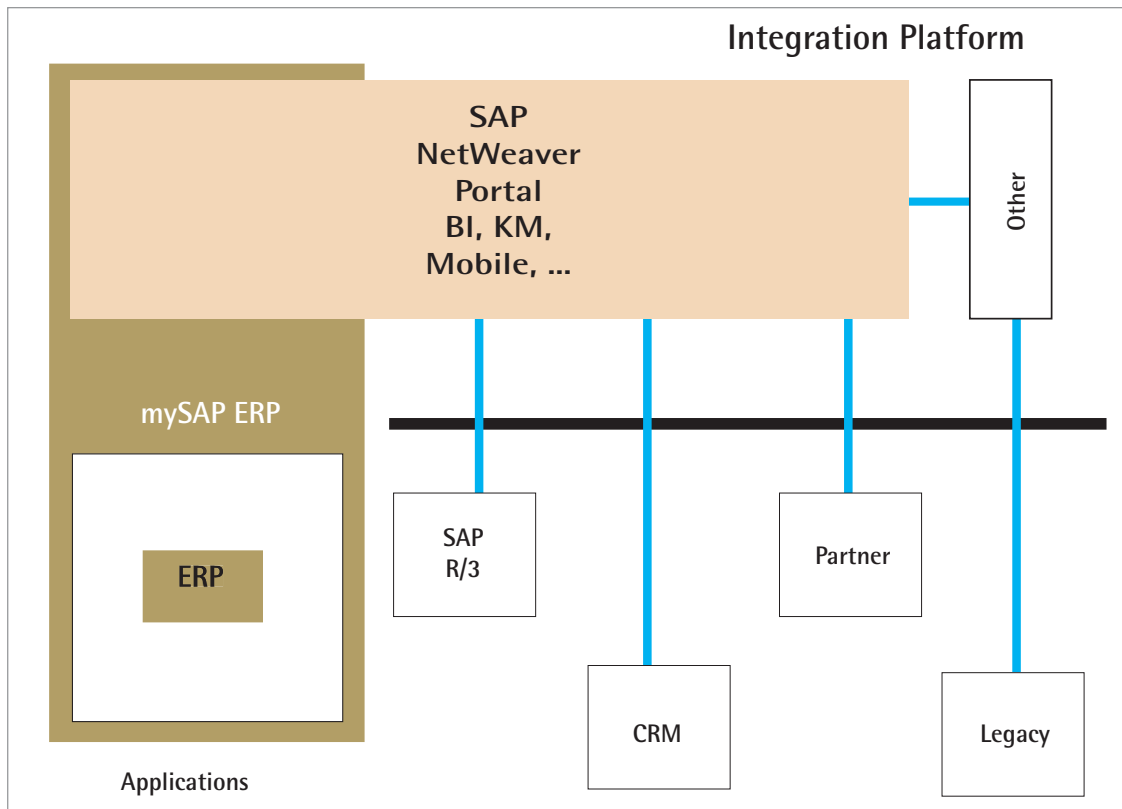 Integration Platform
SAP
NetWeaver
Portal
BI, KM,
Mobile, ...
Other
mySAP ERP
ERP
SAP
R/3
Partner
CRM
Legacy
Applications